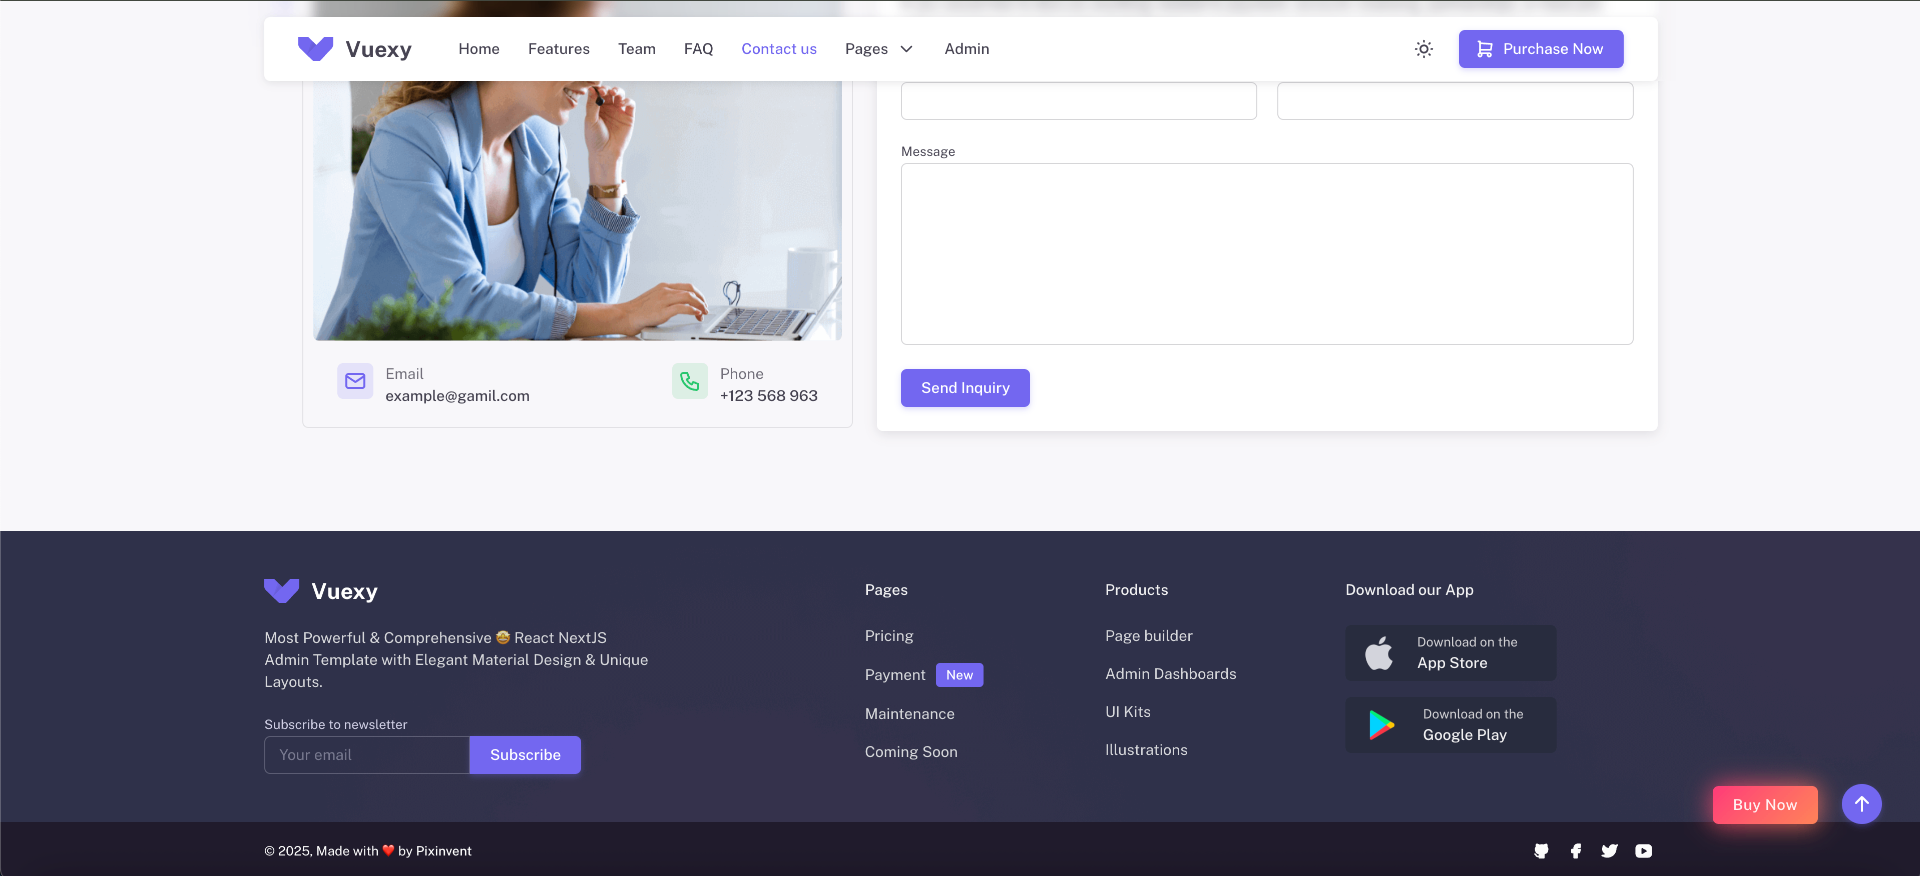 Vuexy
Home
Features
Team
FAQ
Contact us
Pages
Admin
Purchase Now
Message
Send Inquiry
Email
example@gamil.com
Phone
+123 568 963
Vuexy
Most Powerful & Comprehensive 🤩 React NextJS
Admin Template with Elegant Material Design & Unique
Layouts.
Subscribe to newsletter
Your email
Subscribe
Pages
Pricing
Payment New
Maintenance
Coming Soon
Products
Page builder
Admin Dashboards
UI Kits
Illustrations
Download our App
Download on the
App Store
Download on the
Google Play
Buy Now
© 2025, Made with ❤️ by Pixinvent